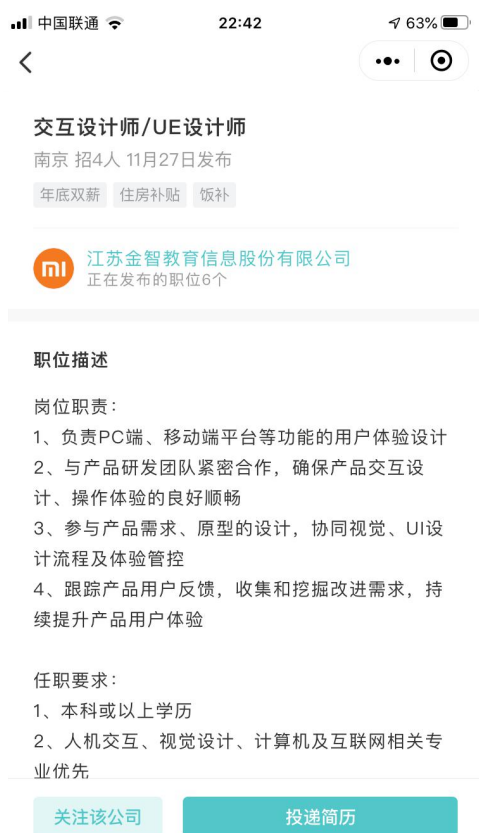 中国联通 22:42 63%
交互设计师/UE设计师
南京 招4人 11月27日发布
年底双薪 住房补贴 饭补
mı 江苏金智教育信息股份有限公司
正在发布的职位6个
职位描述
岗位职责:
1、负责PC端、移动端平台等功能的用户体验设计
2、与产品研发团队紧密合作，确保产品交互设
计、操作体验的良好顺畅
3、参与产品需求、原型的设计，协同视觉、UI设
计流程及体验管控
4、跟踪产品用户反馈，收集和挖掘改进需求，持
续提升产品用户体验
任职要求:
1、本科或以上学历
2、人机交互、视觉设计、计算机及互联网相关专
业优先
关注该公司 投递简历